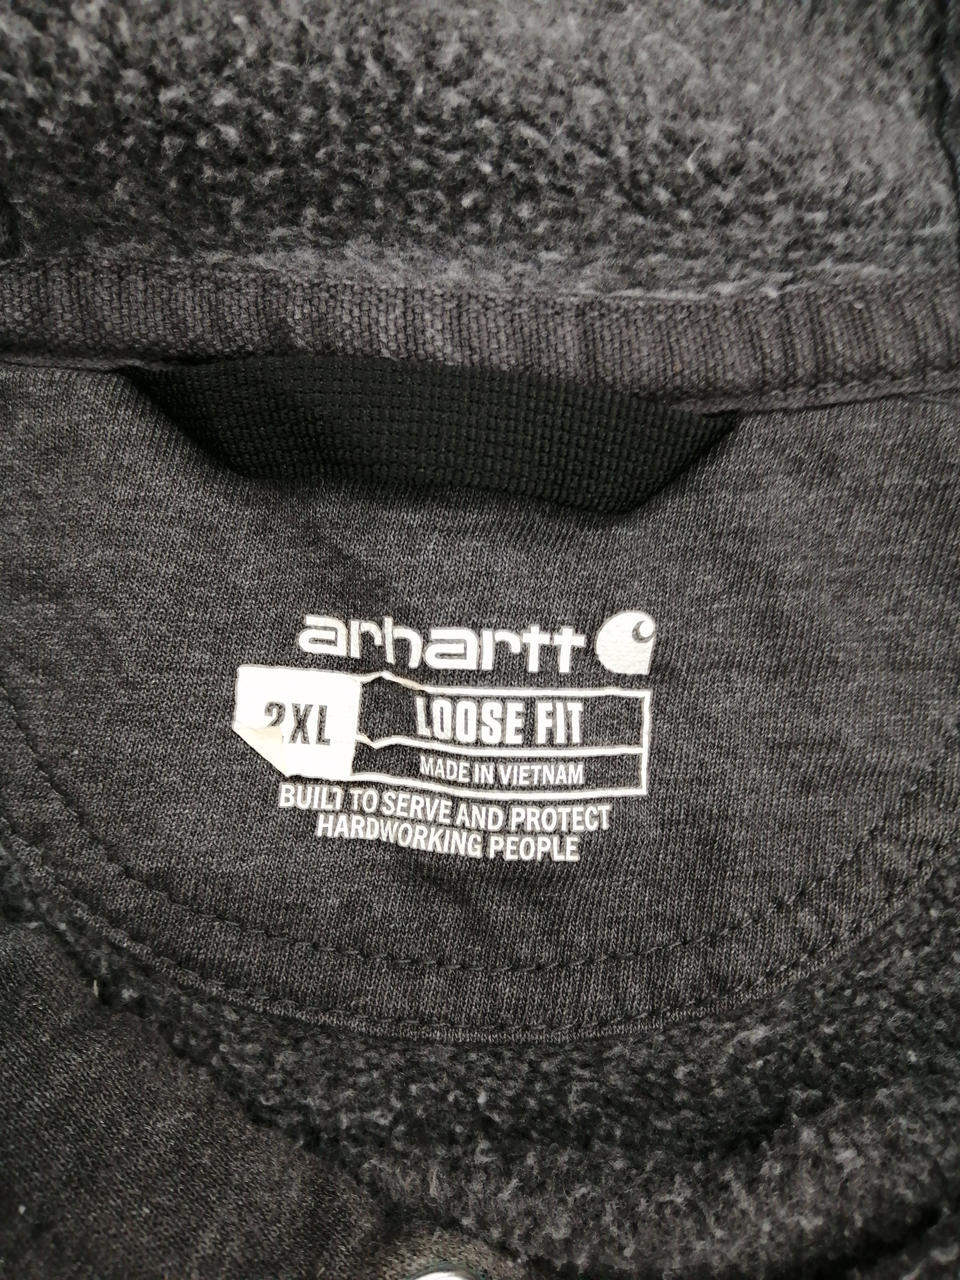 arhartt
2XL
LOOSE FIT
MADE IN VIETNAM
BUILT TO SERVE AND PROTECT
HARDWORKING PEOPLE